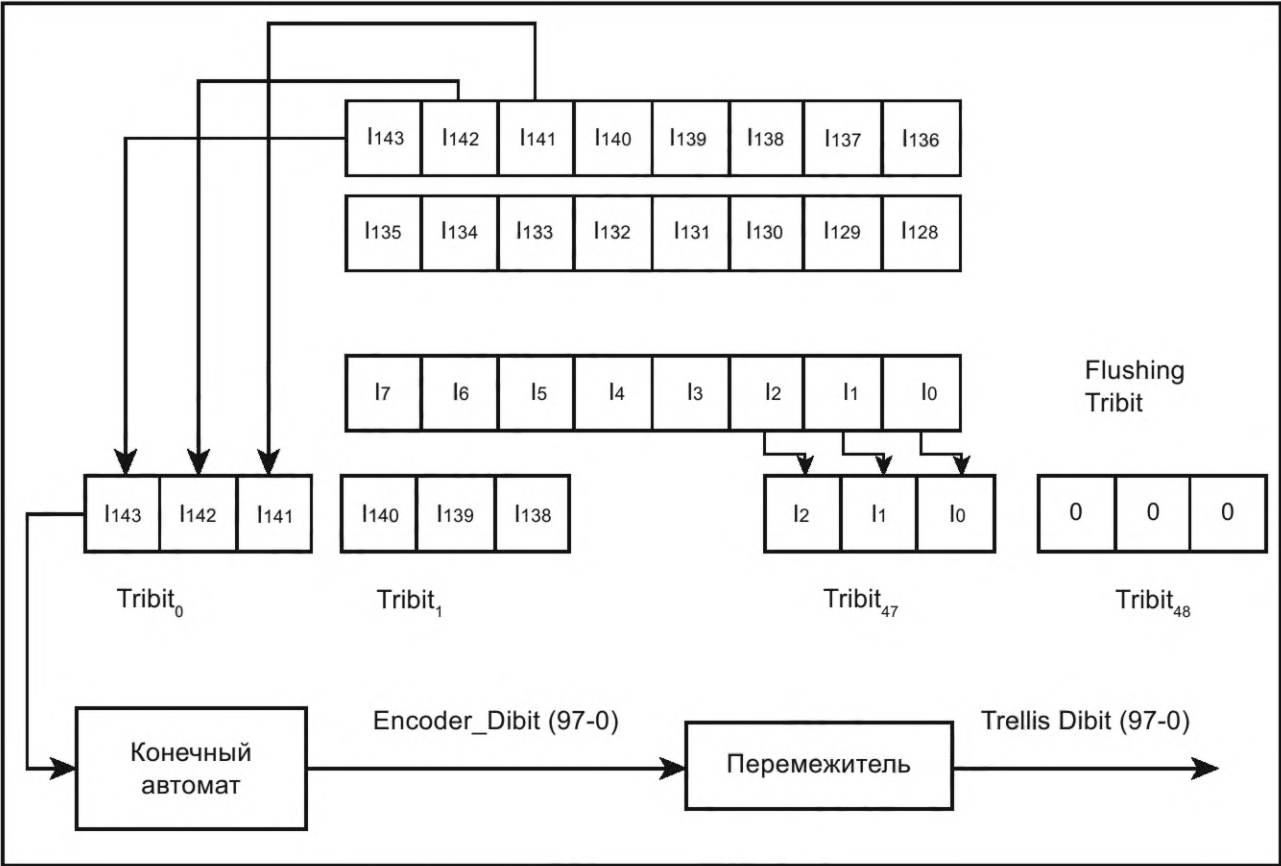 I143 I142 I141 I140 I139 I138 I137 I136
I135 I134 I133 I132 I131 I130 I129 I128
I7 I6 I5 I4 I3 I2 I1 I0
Flushing
Tribit
I143 I142 I141 I140 I139 I138 I2 I1 I0 0 0 0
Tribit0 Tribit1 Tribit47 Tribit48
Encoder_Dibit (97-0) Trellis Dibit (97-0)
Конечный
автомат
Перемежитель